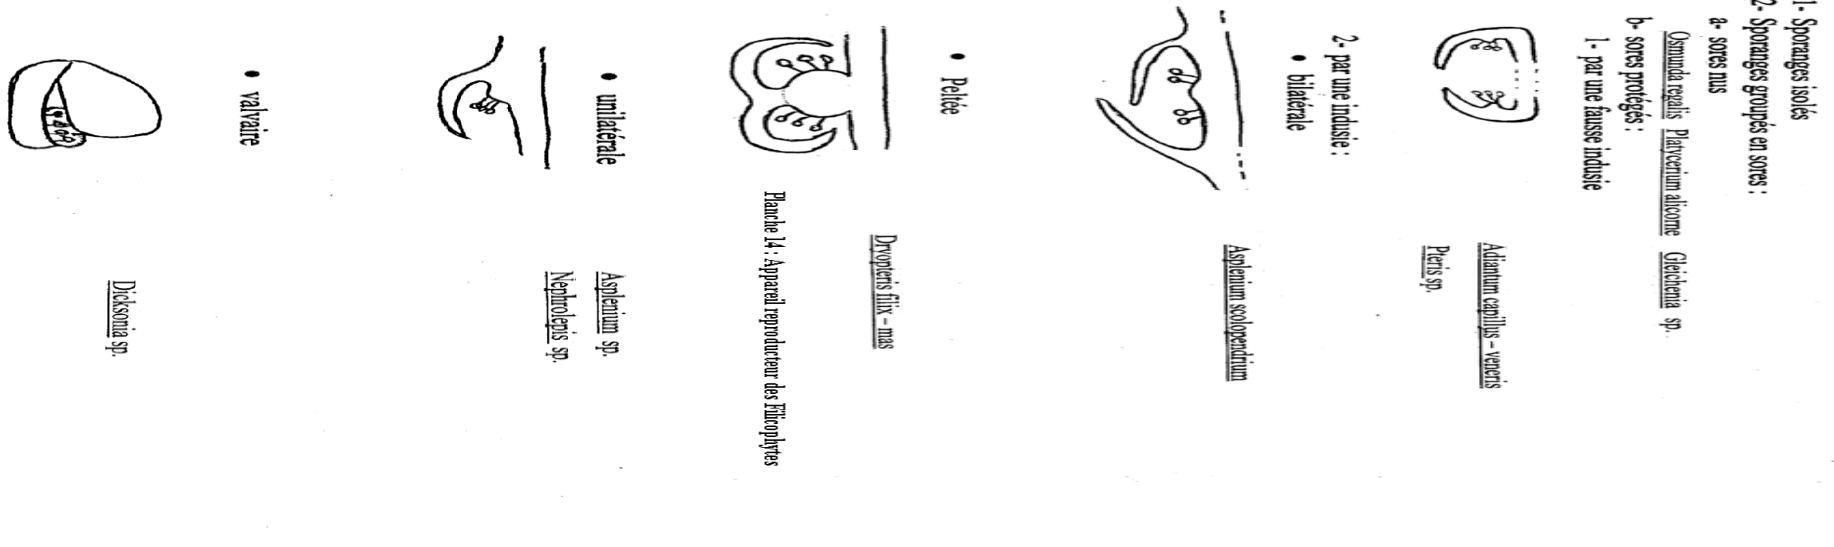 1- Sporanges isolés
2- Sporanges groupés en sores :
a- sores nus
Osmunda regalis Platycerium alicorne Gleichenia sp.
b- sores protégés :
1- par une fausse indusie
Adiantum capillus – veneris
Pteris sp.
2- par une indusie :
• bilatérale
Asplenium scolopendrium
• Peltée
Dryopteris filix – mas
Planche 14 : Appareil reproducteur des Filicophytes
• unilatérale
Asplenium sp.
Nephrolepis sp.
• valvaire
Dicksonia sp.